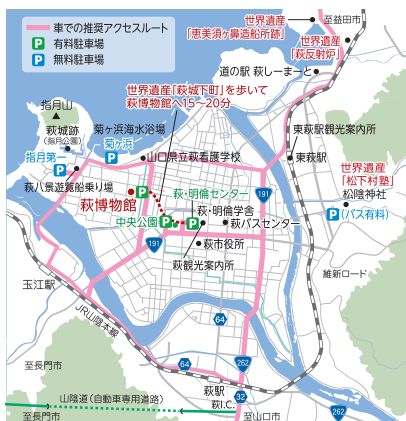 車での推奨アクセスルート
P 有料駐車場
P 無料駐車場
世界遺産
「恵美須ヶ鼻造船所跡」
至益田市
世界遺産
「萩反射炉」
道の駅 萩しーまーと
世界遺産「萩城下町」を歩いて
萩博物館へ15〜20分
指月山
萩城跡
(指月公園)
菊ヶ浜海水浴場
菊ヶ浜
P
指月第一
P
山口県立萩看護学校
萩八景遊覧船乗り場
東萩駅観光案内所
東萩駅
世界遺産
「松下村塾」
松陰神社
P (バス有料)
萩博物館
P
萩・明倫センター
191
中央公園 P
P
萩・明倫学舎
萩バスセンター
191
萩市役所
萩観光案内所
維新ロード
玉江駅
JR山陰本線
64
至長門市
64
262
萩駅
萩I.C.
32
262
山陰道(自動車専用道路)
至長門市
至山口市